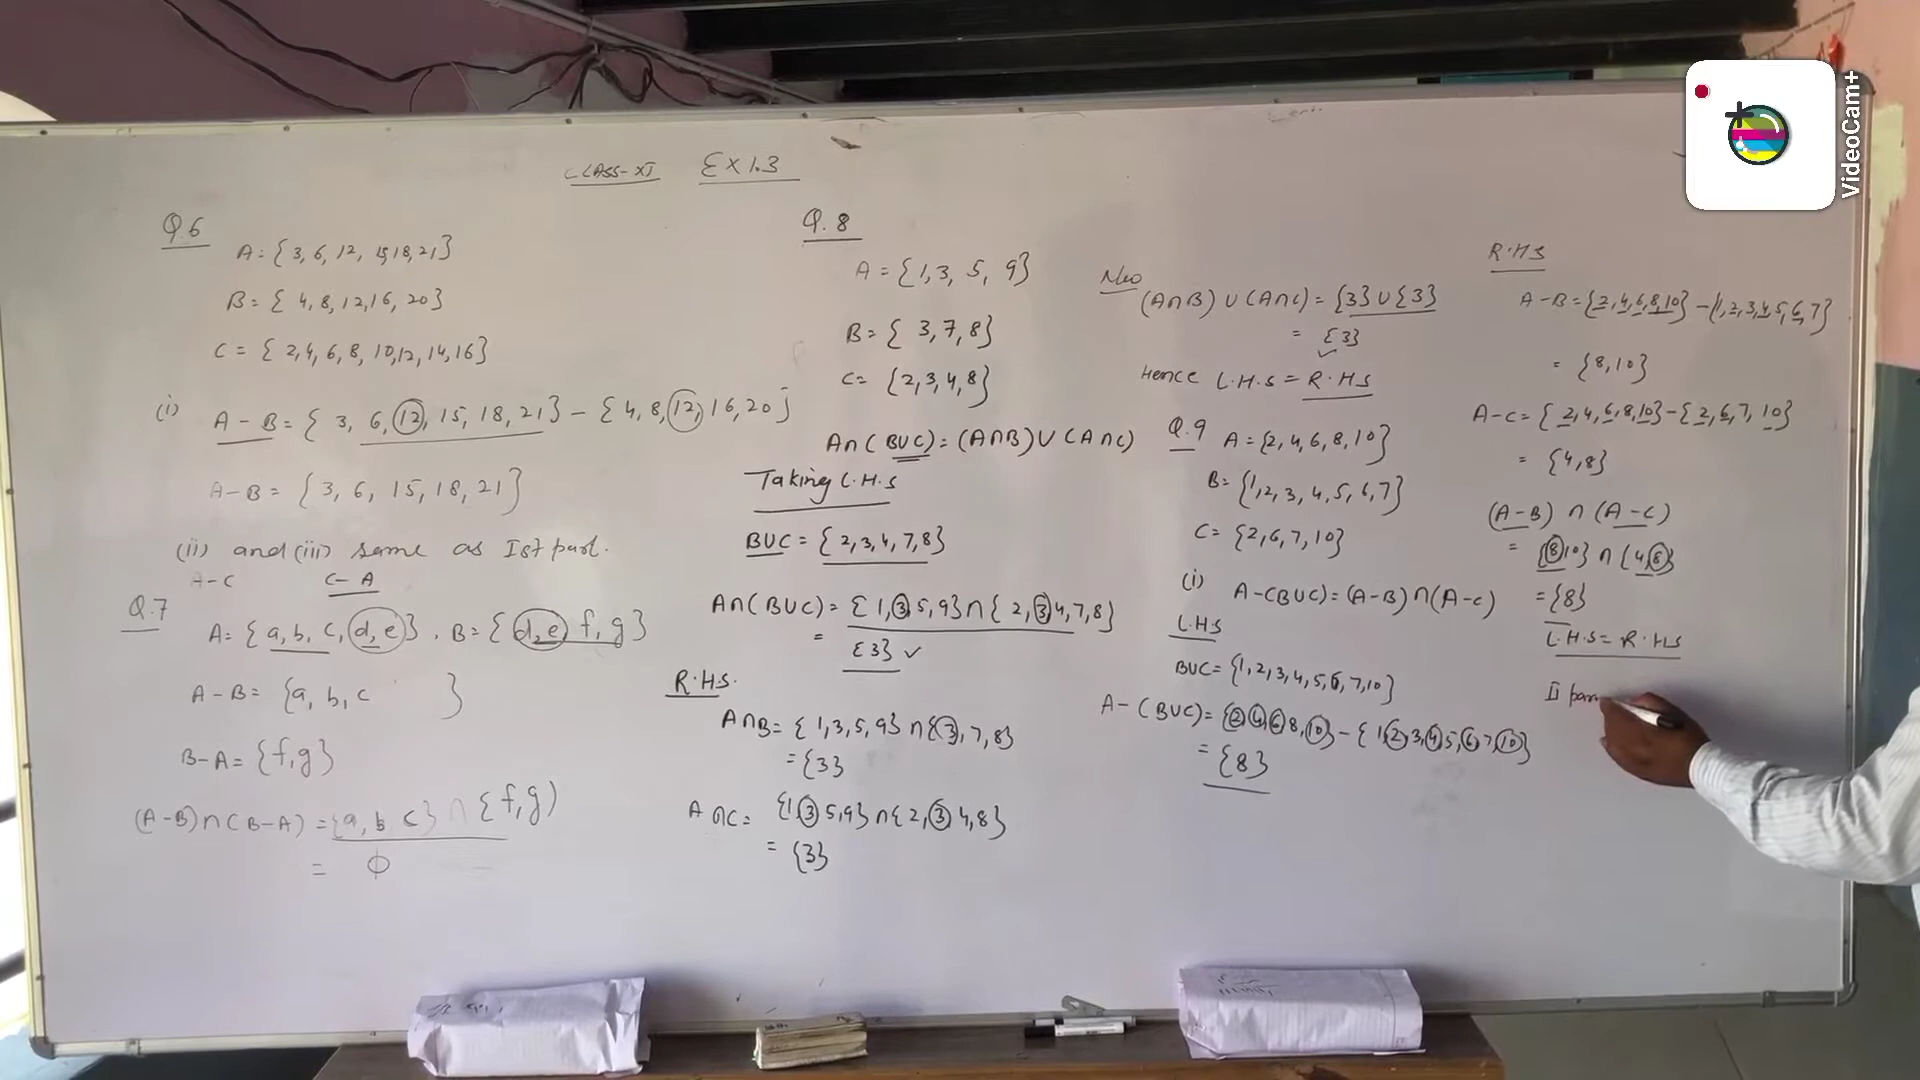 CLASS-XI Ex 1.3
Q.6
A = {3, 6, 12, 15, 18, 21}
B = { 4, 8, 12, 16, 20}
C = { 2, 4, 6, 8, 10, 12, 14, 16}
(i) A - B = { 3, 6, 12, 15, 18, 21} - {4, 8, 12, 16, 20}
A-B = {3, 6, 15, 18, 21}
(ii) and (iii) same as Ist part.
A-C C-A
Q.7
A = {a, b, c, d, e}, B = { d, e, f, g}
A-B = {a, b, c }
B-A = {f, g}
(A-B)∩(B-A) = {a, b, c} ∩ {f, g}
= ϕ
Q.8
A = {1, 3, 5, 9}
B = { 3, 7, 8}
C = {2, 3, 4, 8}
A∩(B∪C) = (A∩B)∪(A∩C)
Taking L.H.S
B∪C = { 2, 3, 4, 7, 8}
A∩(B∪C) = { 1, 3, 5, 9} ∩ { 2, 3, 4, 7, 8}
= {3} ✓
R.H.S.
A∩B = { 1, 3, 5, 9} ∩ {3, 7, 8}
= {3}
A∩C = {1, 3, 5, 9} ∩ {2, 3, 4, 8}
= {3}
(A∩B) ∪ (A∩C) = {3} ∪ {3}
= {3}
✓
Hence L.H.S = R.H.S
Q.9 A = {2, 4, 6, 8, 10}
B = {1, 2, 3, 4, 5, 6, 7}
C = {2, 6, 7, 10}
(i) A-(B∪C) = (A-B)∩(A-C)
L.H.S
B∪C = {1, 2, 3, 4, 5, 6, 7, 10}
A-(B∪C) = {2, 4, 6, 8, 10} - {1, 2, 3, 4, 5, 6, 7, 10}
= {8}
R.H.S
A-B = {2, 4, 6, 8, 10} - {1, 2, 3, 4, 5, 6, 7}
= {8, 10}
A-C = {2, 4, 6, 8, 10} - {2, 6, 7, 10}
= {4, 8}
(A-B) ∩ (A-C)
= {8, 10} ∩ {4, 8}
= {8}
L.H.S = R.H.S
II par
VideoCam+